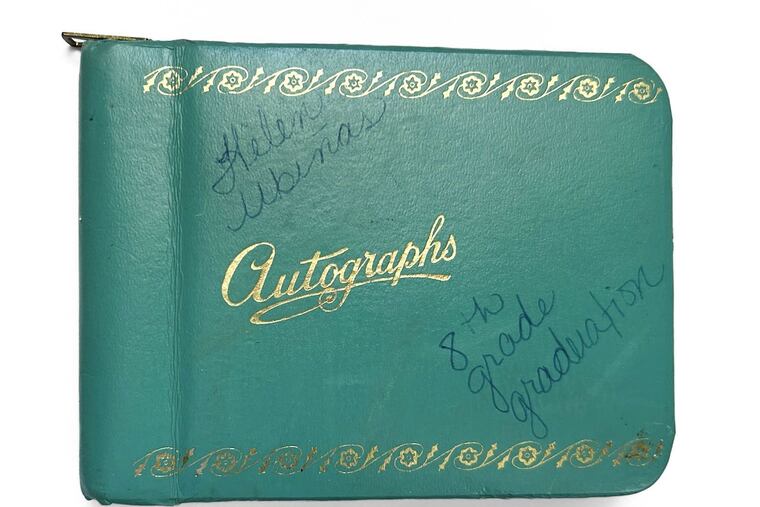 Helen
Ubiñas
Autographs
8th
grade
graduation